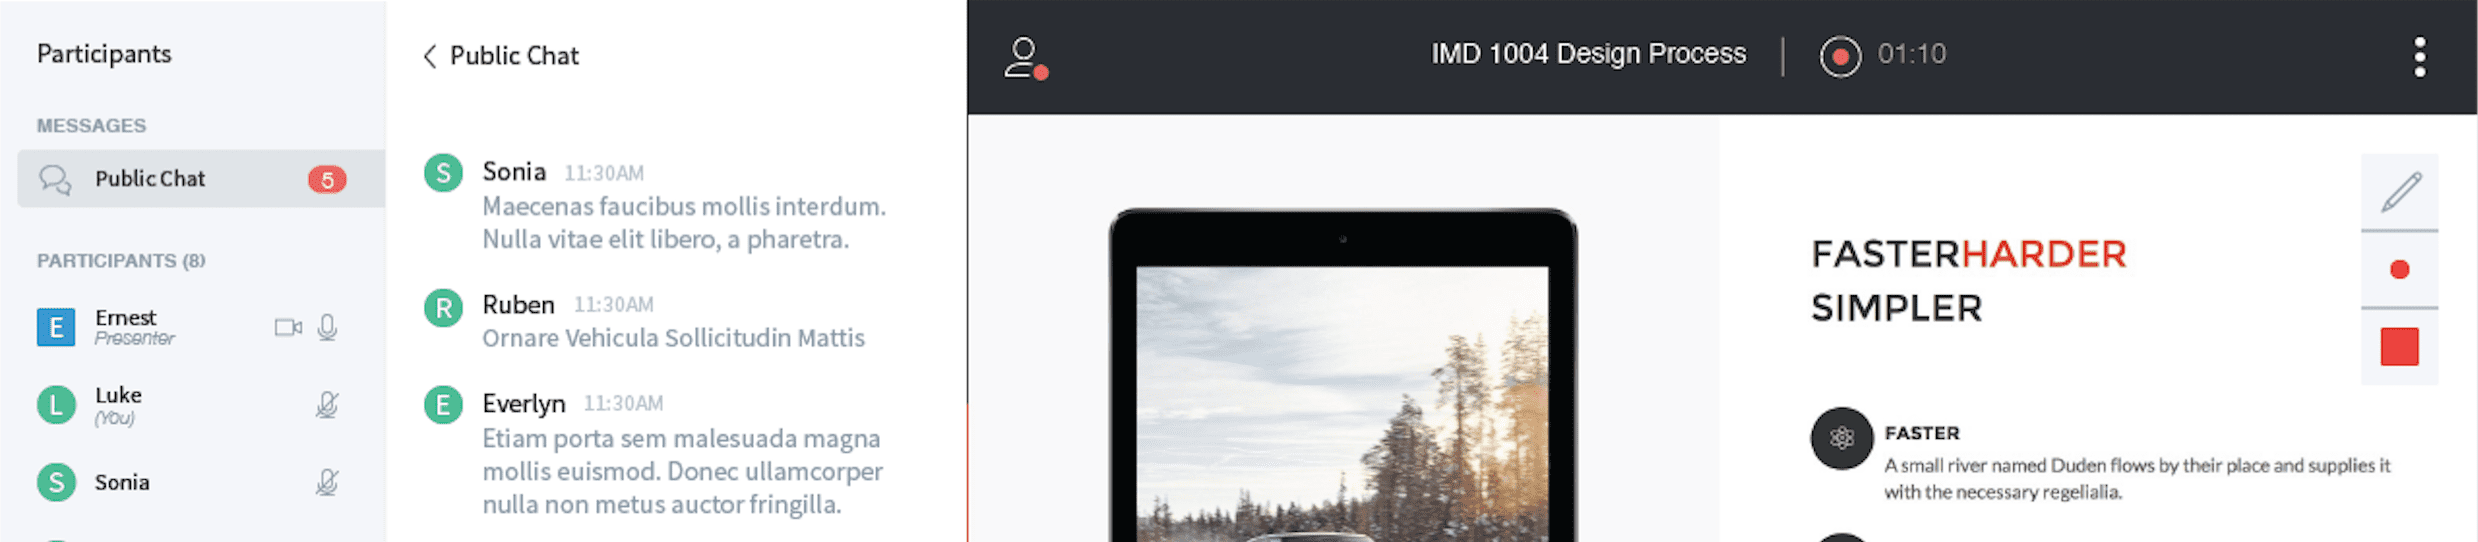 Participants
MESSAGES
Public Chat 5
PARTICIPANTS (8)
E Ernest
Presenter
L Luke
(You)
S Sonia
Public Chat
S Sonia 11:30AM
Maecenas faucibus mollis interdum.
Nulla vitae elit libero, a pharetra.
R Ruben 11:30AM
Ornare Vehicula Sollicitudin Mattis
E Everlyn 11:30AM
Etiam porta sem malesuada magna
mollis euismod. Donec ullamcorper
nulla non metus auctor fringilla.
IMD 1004 Design Process 01:10
FASTERHARDER
SIMPLER
FASTER
A small river named Duden flows by their place and supplies it
with the necessary regelialia.